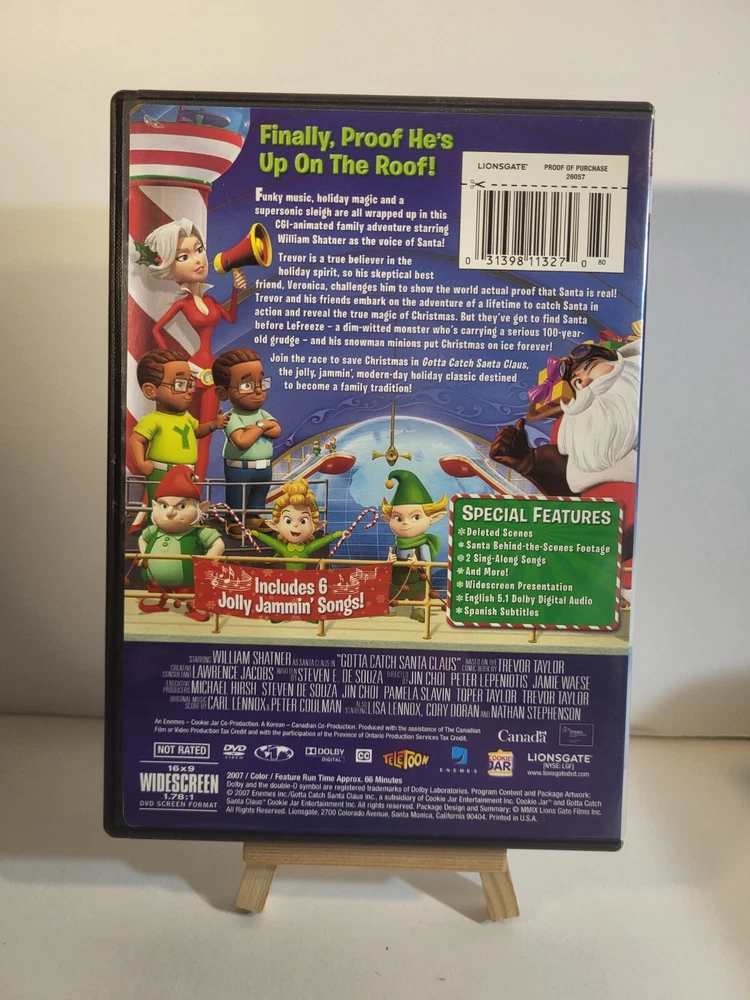 Finally, Proof He's
Up On The Roof!
LIONSGATE PROOF OF PURCHASE
26057
0 31398 11327 0 80
Funky music, holiday magic and a
supersonic sleigh are all wrapped up in this
CGI-animated family adventure starring
William Shatner as the voice of Santa!
Trevor is a true believer in the
holiday spirit, so his skeptical best
friend, Veronica, challenges him to show the world actual proof that Santa is real!
Trevor and his friends embark on the adventure of a lifetime to catch Santa in
action and reveal the true magic of Christmas. But they've got to find Santa
before LeFreeze – a dim-witted monster who's carrying a serious 100-year-
old grudge – and his snowman minions put Christmas on ice forever!
Join the race to save Christmas in Gotta Catch Santa Claus,
the jolly, jammin', modern-day holiday classic destined
to become a family tradition!
Y
SPECIAL FEATURES
*Deleted Scenes
*Santa Behind-the-Scenes Footage
*2 Sing-Along Songs
*And More!
*Widescreen Presentation
*English 5.1 Dolby Digital Audio
*Spanish Subtitles
Includes 6
Jolly Jammin' Songs!
STARRING WILLIAM SHATNER AS SANTA CLAUS IN "GOTTA CATCH SANTA CLAUS" BASED ON THE COMIC BOOK BY TREVOR TAYLOR
CREATIVE CONSULTANT LAWRENCE JACOBS WRITTEN BY STEVEN E. DE SOUZA DIRECTED BY JIN CHOI PETER LEPENIOTIS JAMIE WAESE
EXECUTIVE PRODUCERS MICHAEL HIRSH STEVEN DE SOUZA JIN CHOI PAMELA SLAVIN TOPER TAYLOR TREVOR TAYLOR
ORIGINAL MUSIC SCORE BY CARL LENNOX & PETER COULMAN ALSO STARRING LISA LENNOX, CORY DORAN AND NATHAN STEPHENSON
An Enemes – Cookie Jar Co-Production. A Korean – Canadian Co-Production. Produced with the assistance of The Canadian
Film or Video Production Tax Credit and with the participation of the Province of Ontario Production Services Tax Credit.
Canada
NOT RATED DVD VIDEO DOLBY DIGITAL CC TELETOON ENEMES COOKIE JAR LIONSGATE
[NYSE: LGF]
www.lionsgatedvd.com
16x9
WIDESCREEN
1.78:1
DVD SCREEN FORMAT
2007 / Color / Feature Run Time Approx. 66 Minutes
Dolby and the double-D symbol are registered trademarks of Dolby Laboratories. Program Content and Package Artwork:
© 2007 Enemes Inc/Gotta Catch Santa Claus Inc., a subsidiary of Cookie Jar Entertainment Inc. Cookie Jar™ and Gotta Catch
Santa Claus™ Cookie Jar Entertainment Inc. All rights reserved. Package Design and Summary: © MMIX Lions Gate Films Inc.
All Rights Reserved. Lionsgate, 2700 Colorado Avenue, Santa Monica, California 90404. Printed in U.S.A.